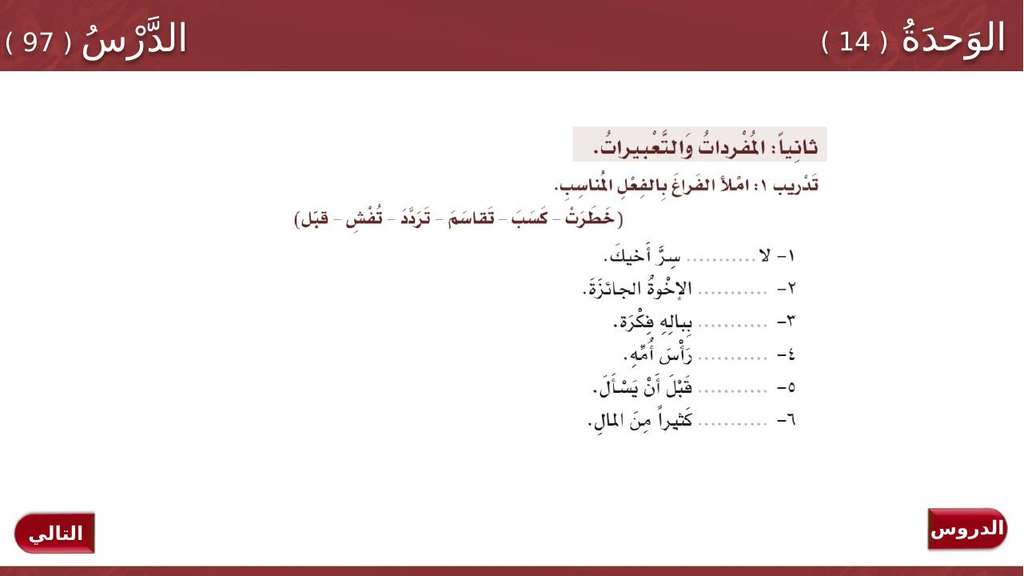 الوَحدَةُ ( 14 )
الدَّرْسُ ( 97 )
ثانِياً: المُفْرداتُ وَالتَّعْبيراتُ.
تَدْريب ١: امْلأ الفَراغَ بِالفِعْلِ المُناسِبِ.
(خَطَرَتْ – كَسَبَ – تَقاسَمَ – تَرَدَّدَ – تُفْشِ – قبّل)
١- لا ........... سِرَّ أَخيكَ.
٢- ........... الإخْوةُ الجائزَةَ.
٣- ........... بِبالِهِ فِكْرَة.
٤- ........... رَأْسَ أُمِّهِ.
٥- ........... قَبْلَ أَنْ يَسْأَلَ.
٦- ........... كَثيراً مِنَ المالِ.
الدروس
التالي